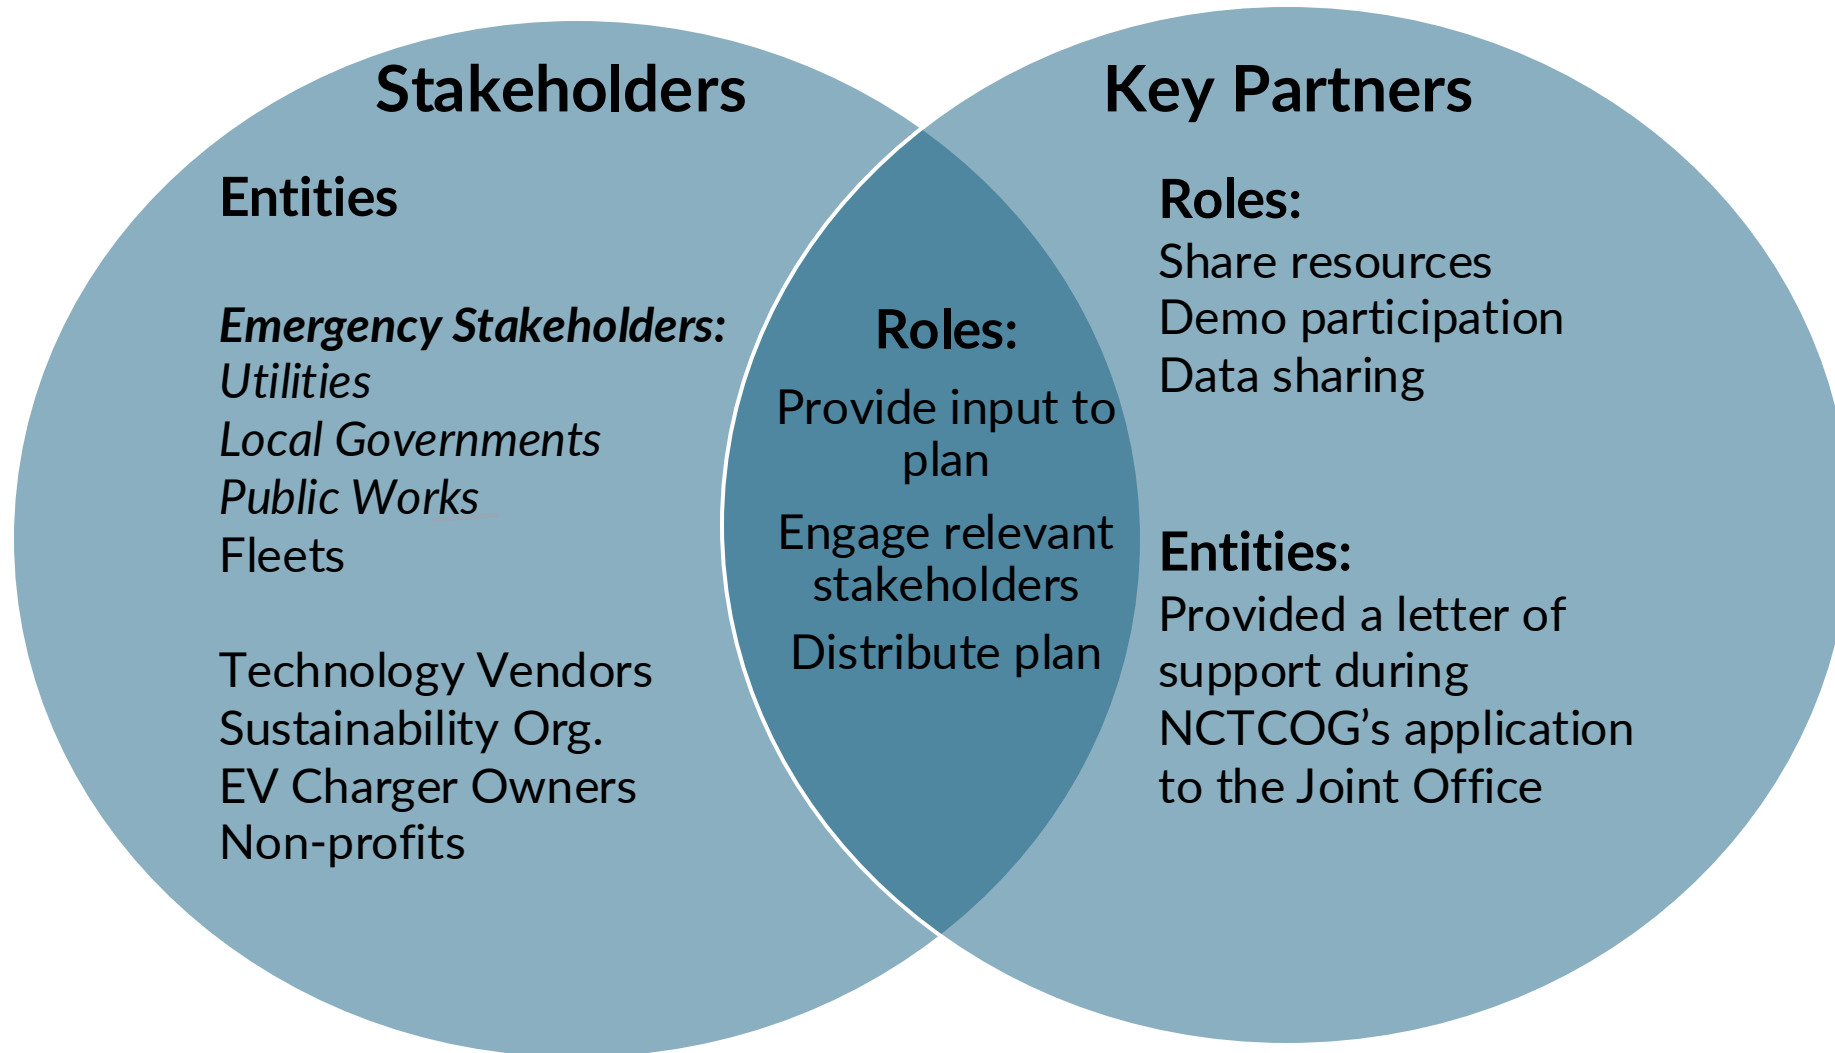 Stakeholders
Entities
Emergency Stakeholders:
Utilities
Local Governments
Public Works
Fleets
Technology Vendors
Sustainability Org.
EV Charger Owners
Non-profits
Roles:
Provide input to
plan
Engage relevant
stakeholders
Distribute plan
Key Partners
Roles:
Share resources
Demo participation
Data sharing
Entities:
Provided a letter of
support during
NCTCOG’s application
to the Joint Office